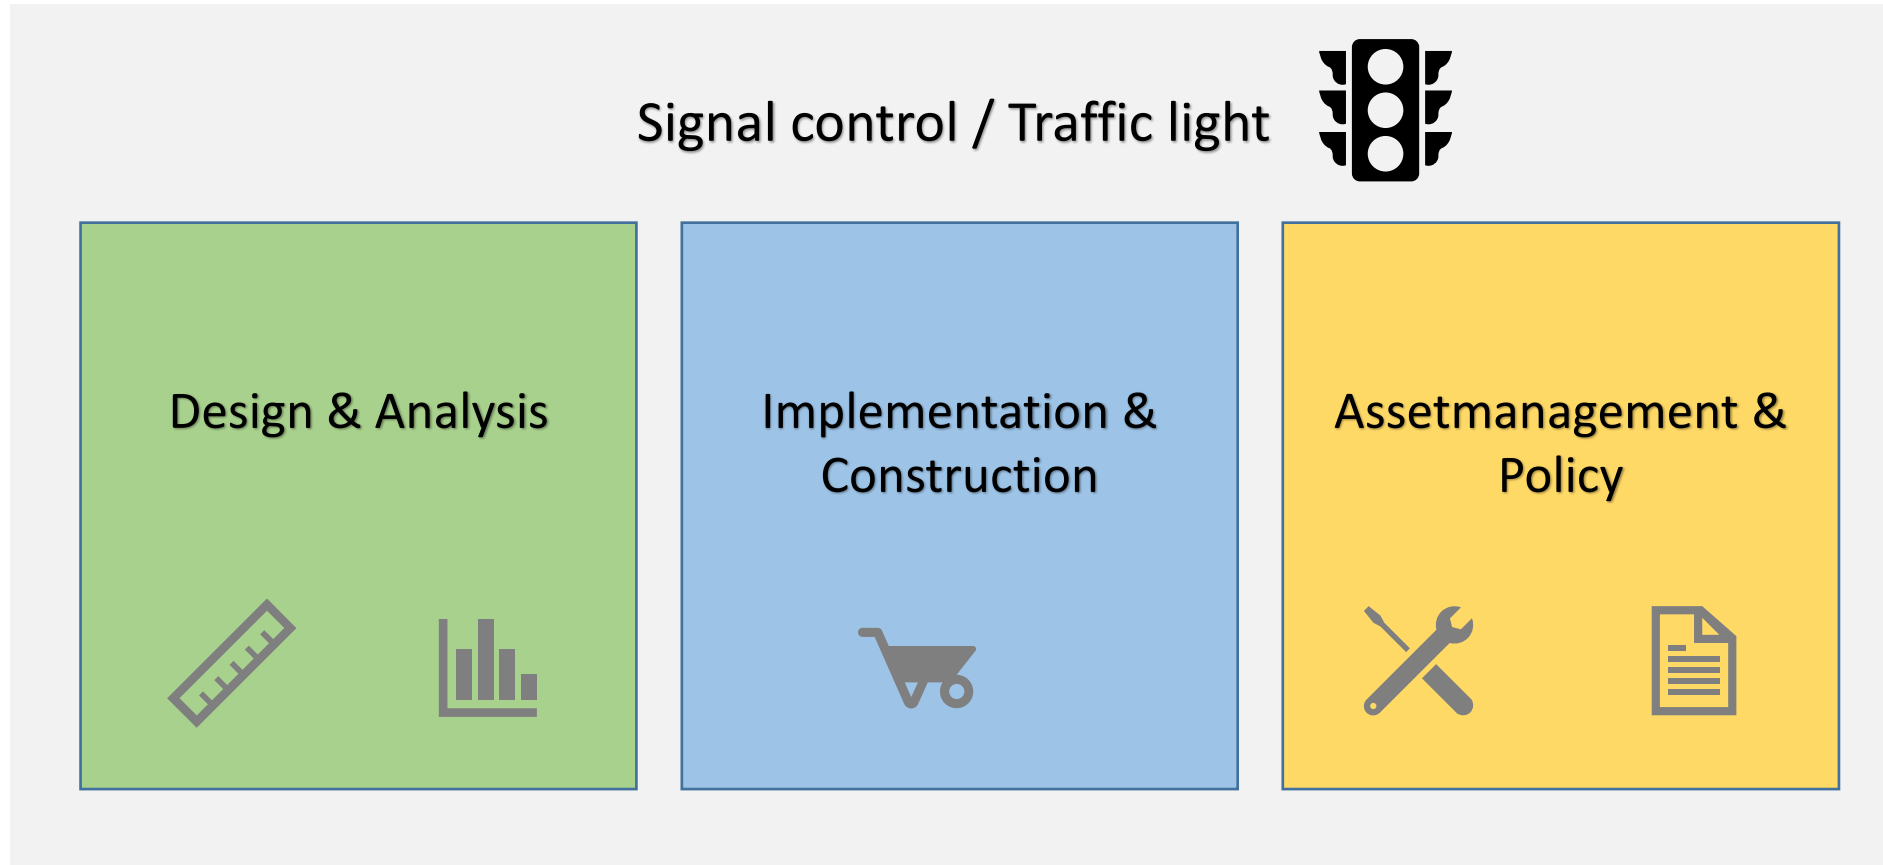 Signal control / Traffic light
Design & Analysis
Implementation &
Construction
Assetmanagement &
Policy